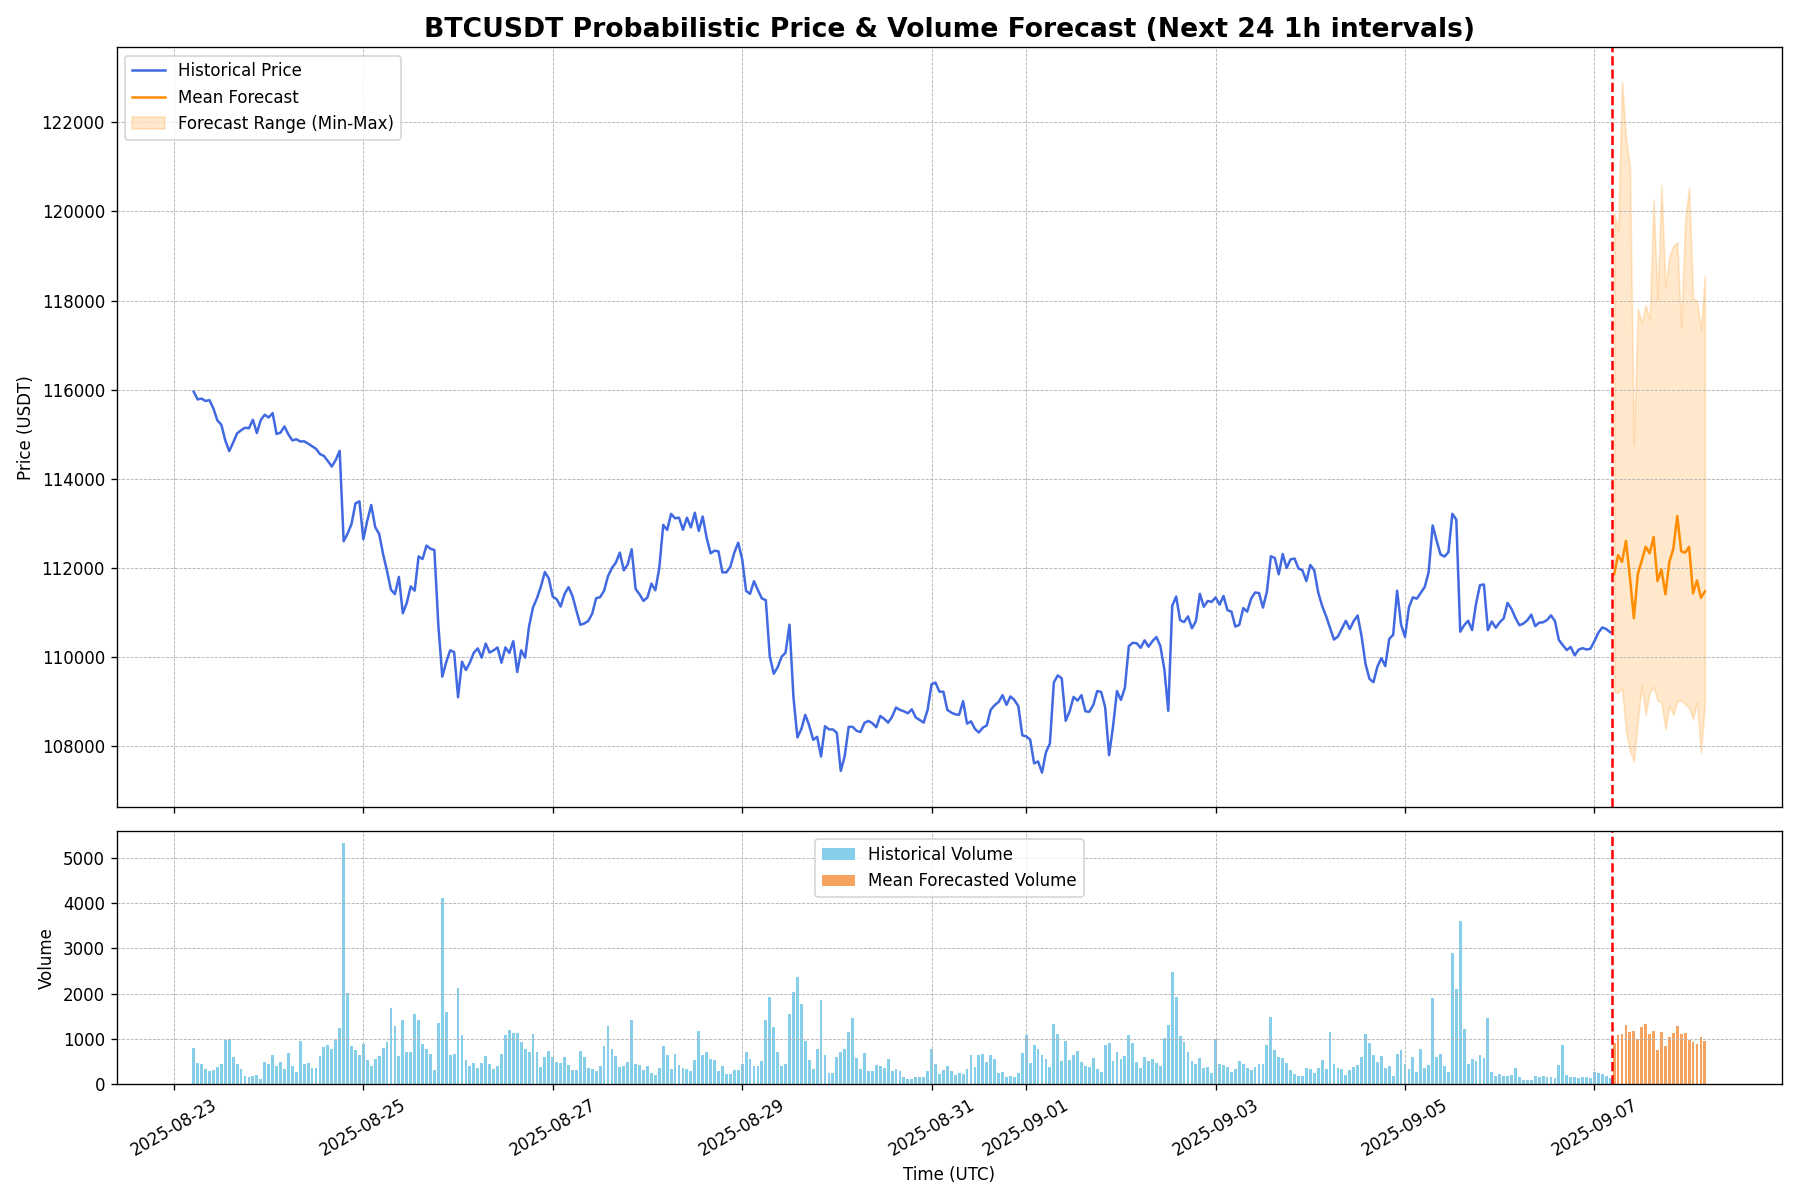 BTCUSDT Probabilistic Price & Volume Forecast (Next 24 1h intervals)
Historical Price
Mean Forecast
Forecast Range (Min-Max)
122000
120000
118000
116000
114000
112000
110000
108000
Price (USDT)
Historical Volume
Mean Forecasted Volume
5000
4000
3000
2000
1000
0
Volume
2025-08-23
2025-08-25
2025-08-27
2025-08-29
2025-08-31
2025-09-01
2025-09-03
2025-09-05
2025-09-07
Time (UTC)